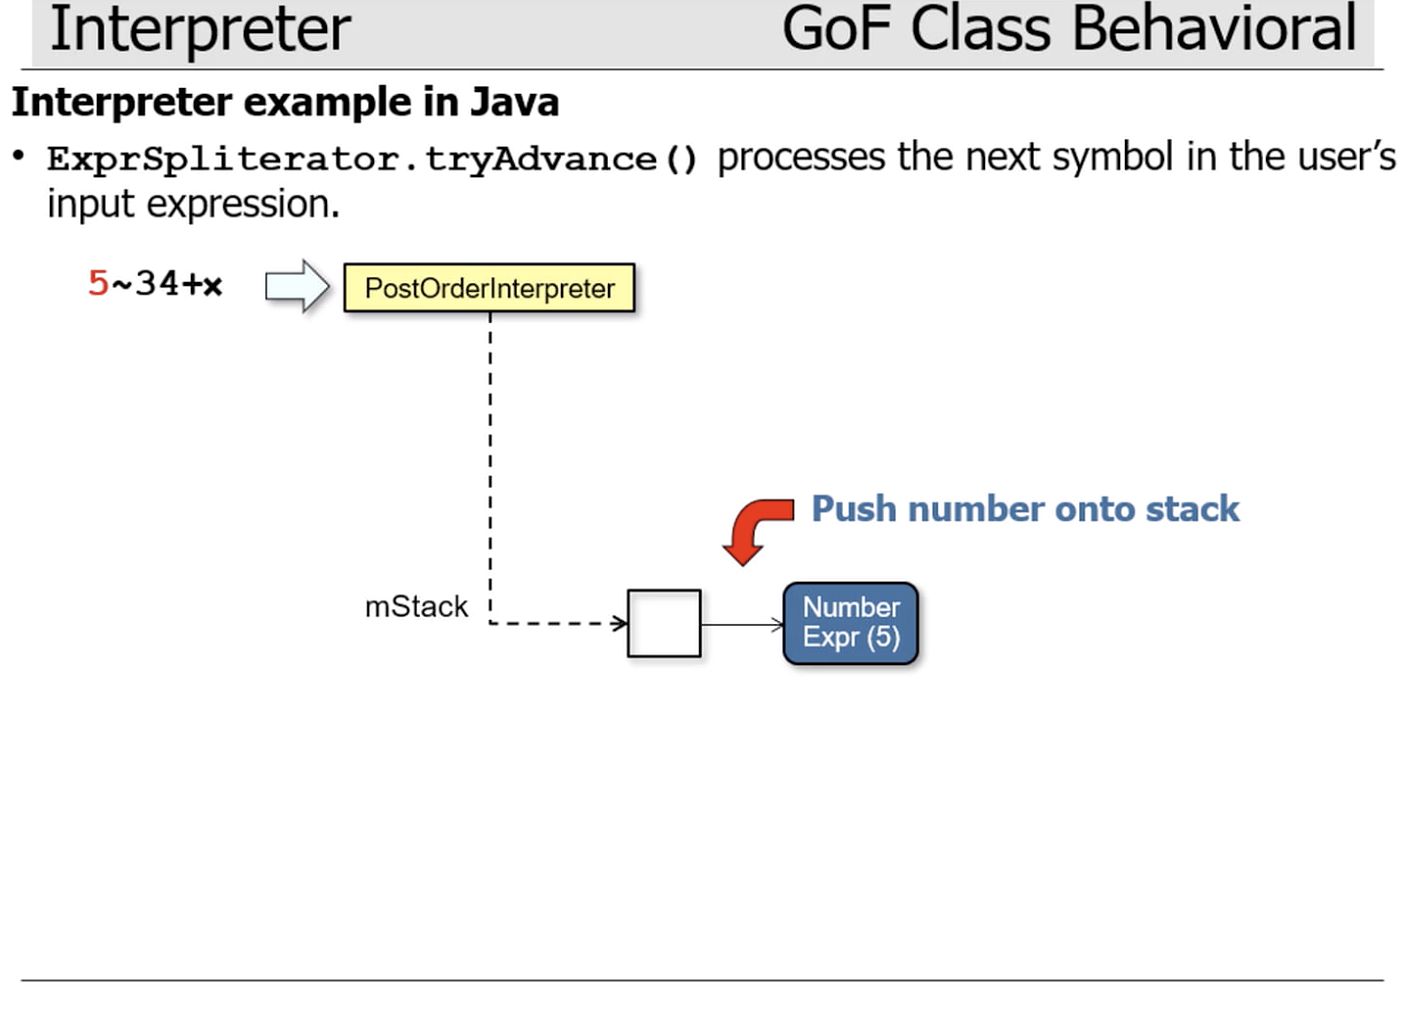 Interpreter GoF Class Behavioral
Interpreter example in Java
• ExprSpliterator.tryAdvance() processes the next symbol in the user’s
input expression.
5~34+×
PostOrderInterpreter
Push number onto stack
mStack
Number
Expr (5)